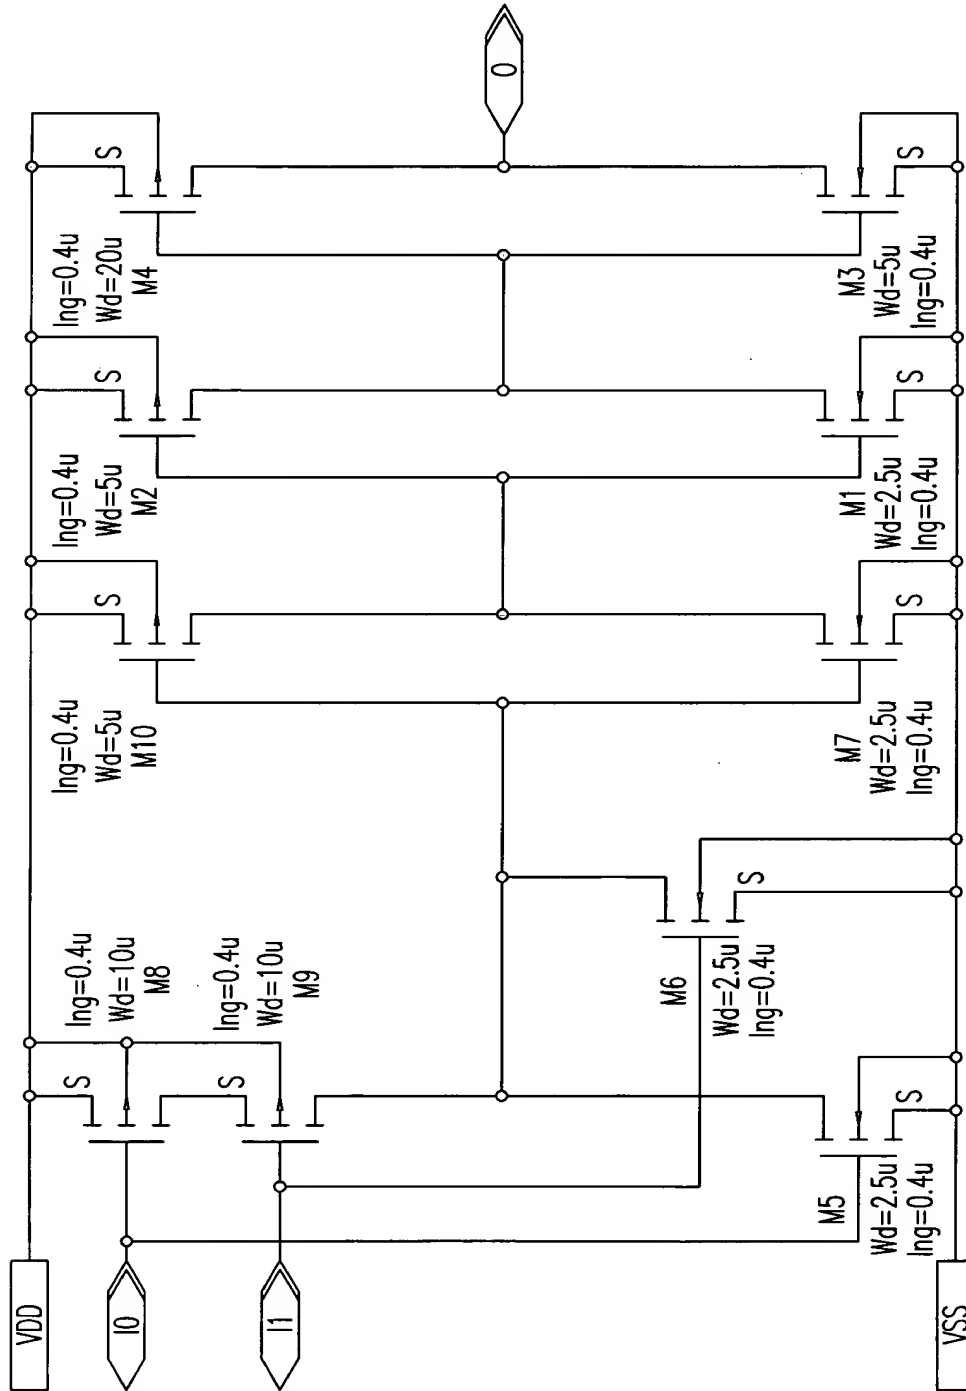 VDD
I0
I1
VSS
lng=0.4u
Wd=10u
M8
S
lng=0.4u
Wd=10u
M9
S
M5
Wd=2.5u
lng=0.4u
S
M6
Wd=2.5u
lng=0.4u
S
lng=0.4u
Wd=5u
M10
S
M7
Wd=2.5u
lng=0.4u
S
lng=0.4u
Wd=5u
M2
S
M1
Wd=2.5u
lng=0.4u
S
lng=0.4u
Wd=20u
M4
S
M3
Wd=5u
lng=0.4u
S
O